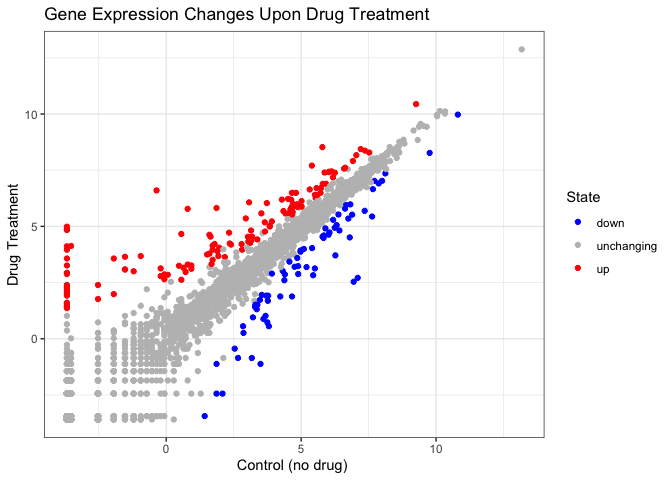 Gene Expression Changes Upon Drug Treatment
10
5
0
Drug Treatment
0
5
10
Control (no drug)
State
down
unchanging
up